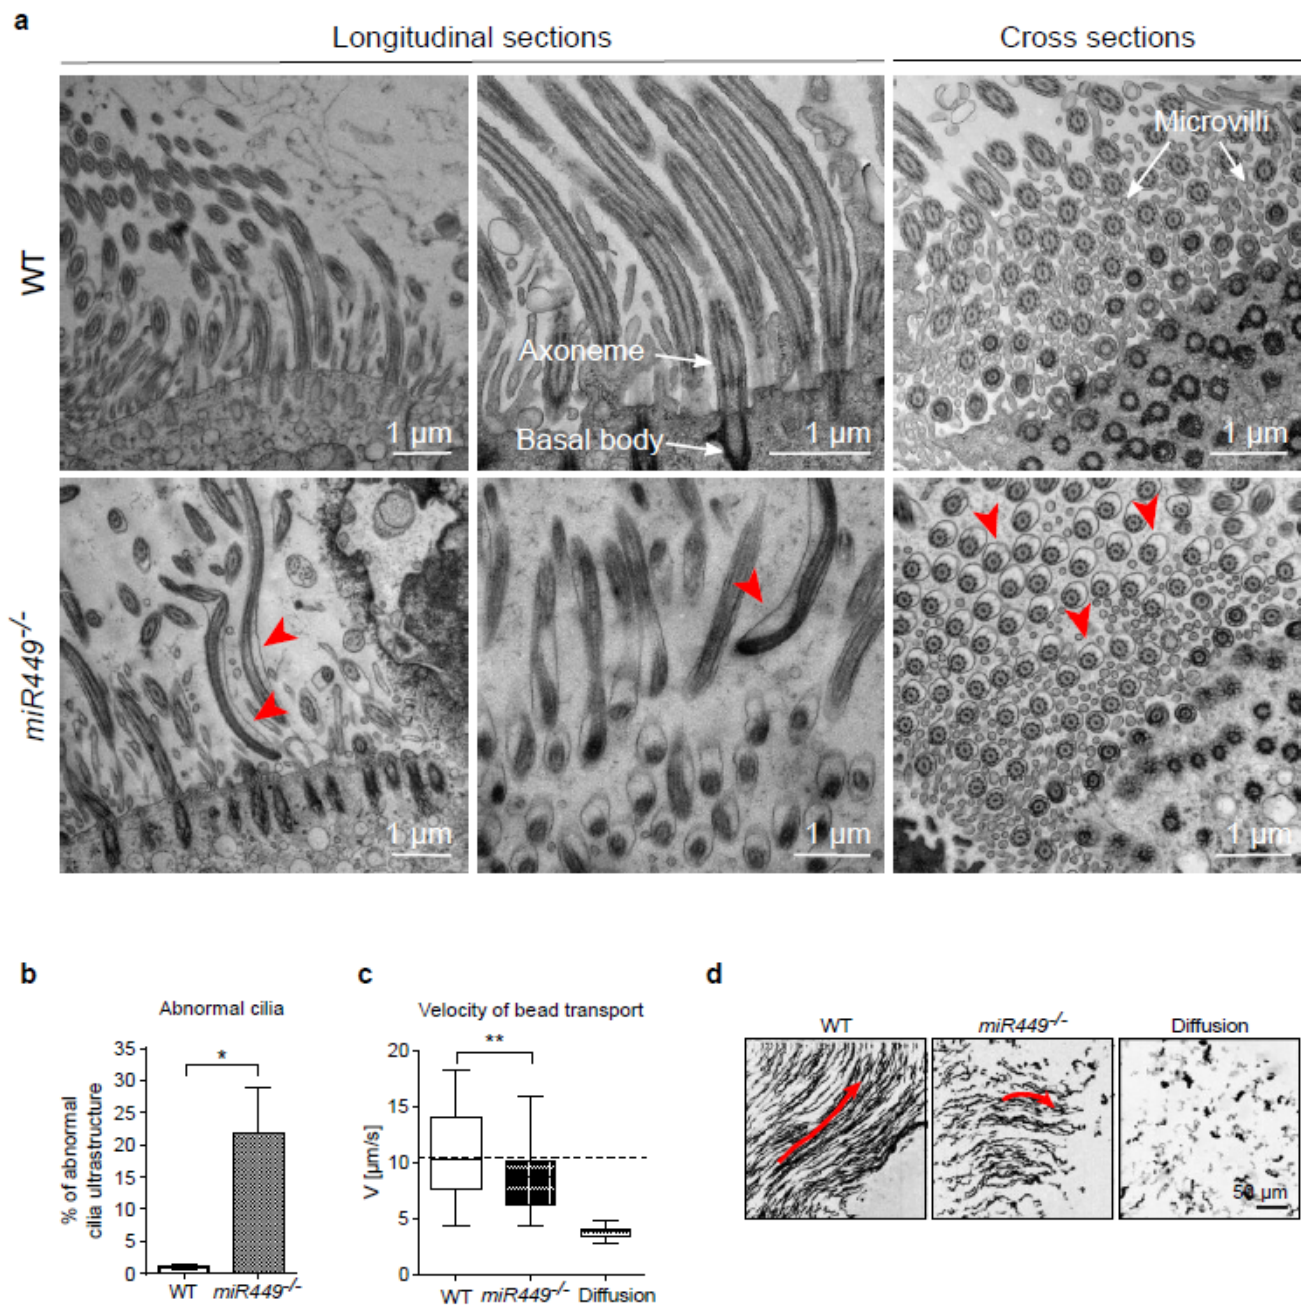 a
Longitudinal sections
Cross sections
WT
Microvilli
Axoneme
Basal body
1 µm
1 µm
1 µm
miR449-/-
1 µm
1 µm
1 µm
b
Abnormal cilia
% of abnormal
cilia ultrastructure
35
30
25
20
15
10
5
0
*
WT
miR449-/-
c
Velocity of bead transport
V [µm/s]
20
15
10
5
0
**
WT
miR449-/-
Diffusion
d
WT
miR449-/-
Diffusion
50 µm